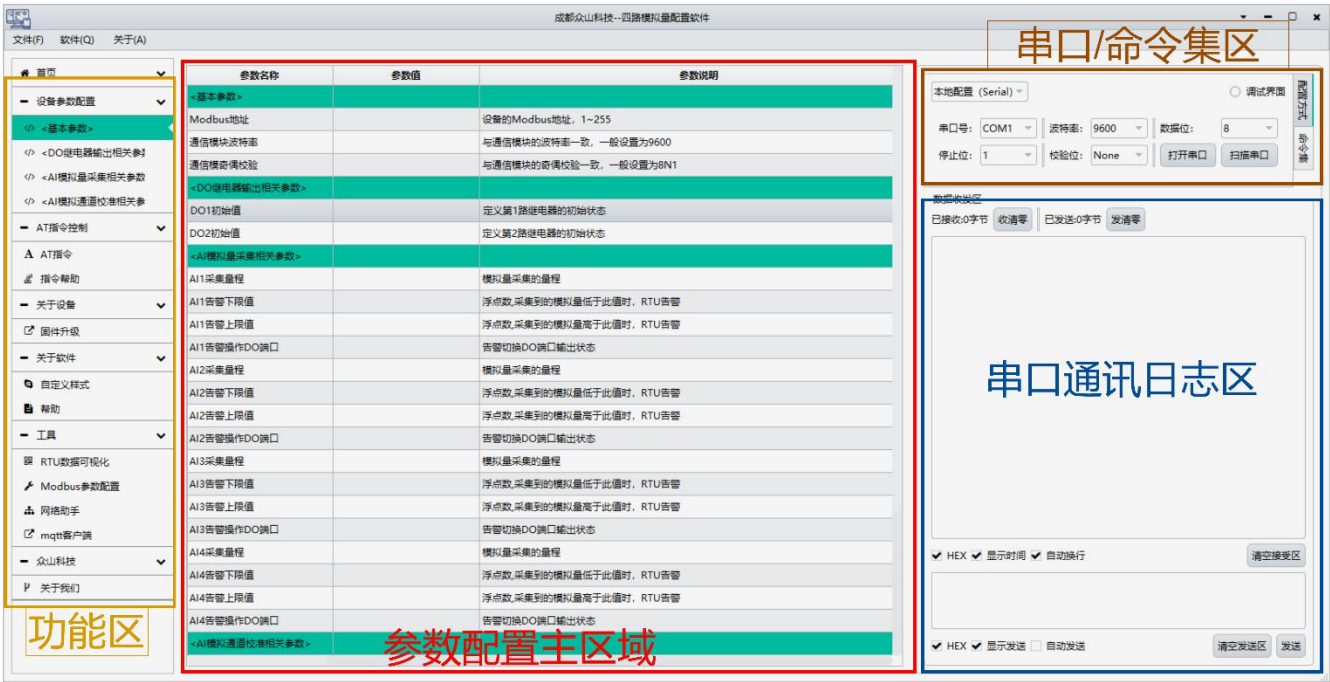 成都众山科技--四路模拟量配置软件
文件(F) 软件(Q) 关于(A)
串口/命令集区
首页
设备参数配置
<基本参数>
<DO继电器输出相关参
<AI模拟量采集相关参数
<AI模拟通道校准相关参
AT指令控制
AT指令
指令帮助
关于设备
固件升级
关于软件
自定义样式
帮助
工具
RTU数据可视化
Modbus参数配置
网络助手
mqtt客户端
众山科技
关于我们
功能区
参数名称 参数值 参数说明
<基本参数>
Modbus地址 设备的Modbus地址，1~255
通信模块波特率 与通信模块的波特率一致，一般设置为9600
通信模奇偶校验 与通信模块的奇偶校验一致，一般设置为8N1
<DO继电器输出相关参数>
DO1初始值 定义第1路继电器的初始状态
DO2初始值 定义第2路继电器的初始状态
<AI模拟量采集相关参数>
AI1采集量程 模拟量采集的量程
AI1告警下限值 浮点数,采集到的模拟量低于此值时，RTU告警
AI1告警上限值 浮点数,采集到的模拟量高于此值时，RTU告警
AI1告警操作DO端口 告警切换DO端口输出状态
AI2采集量程 模拟量采集的量程
AI2告警下限值 浮点数,采集到的模拟量低于此值时，RTU告警
AI2告警上限值 浮点数,采集到的模拟量高于此值时，RTU告警
AI2告警操作DO端口 告警切换DO端口输出状态
AI3采集量程 模拟量采集的量程
AI3告警下限值 浮点数,采集到的模拟量低于此值时，RTU告警
AI3告警上限值 浮点数,采集到的模拟量高于此值时，RTU告警
AI3告警操作DO端口 告警切换DO端口输出状态
AI4采集量程 模拟量采集的量程
AI4告警下限值 浮点数,采集到的模拟量低于此值时，RTU告警
AI4告警上限值 浮点数,采集到的模拟量高于此值时，RTU告警
AI4告警操作DO端口 告警切换DO端口输出状态
<AI模拟通道校准相关参数>
参数配置主区域
本地配置 (Serial) 调试界面
串口号: COM1 波特率: 9600 数据位: 8
停止位: 1 校验位: None 打开串口 扫描串口
配置方式
命令集
数据收发区
已接收:0字节 收清零 已发送:0字节 发清零
串口通讯日志区
HEX 显示时间 自动换行 清空接受区
HEX 显示发送 自动发送 清空发送区 发送